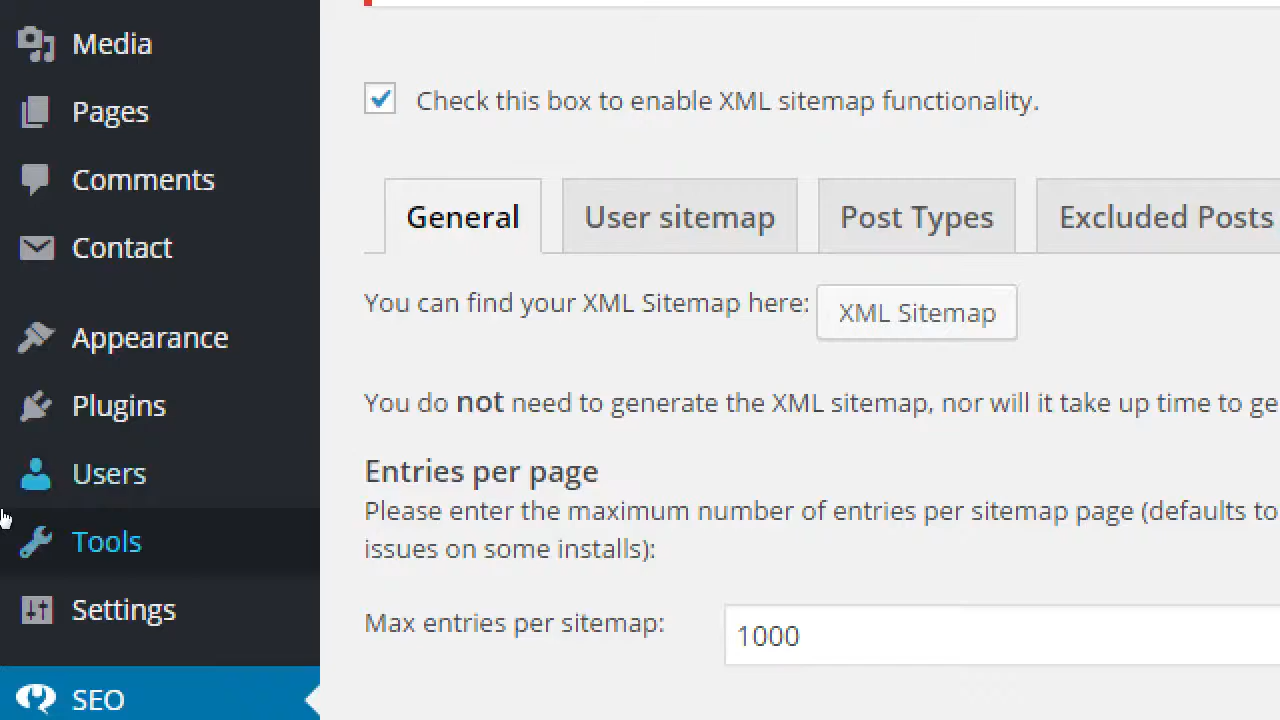 Media
Pages
Comments
Contact
Appearance
Plugins
Users
Tools
Settings
SEO
Check this box to enable XML sitemap functionality.
General User sitemap Post Types Excluded Posts
You can find your XML Sitemap here: XML Sitemap
You do not need to generate the XML sitemap, nor will it take up time to ge
Entries per page
Please enter the maximum number of entries per sitemap page (defaults to
issues on some installs):
Max entries per sitemap: 1000